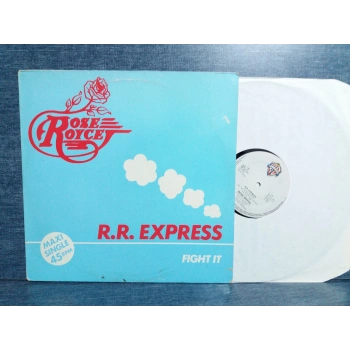 ROSE
ROYCE
R.R. EXPRESS
FIGHT IT
MAXI
SINGLE
45 RPM